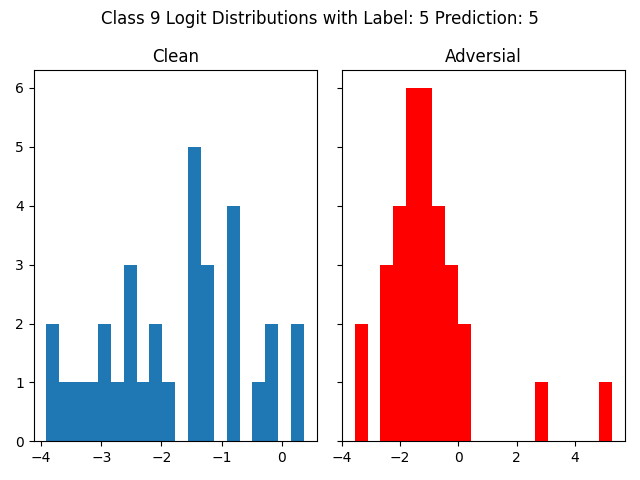 Class 9 Logit Distributions with Label: 5 Prediction: 5
Clean
Adversial
6
5
4
3
2
1
0
−4 −3 −2 −1 0
−4 −2 0 2 4